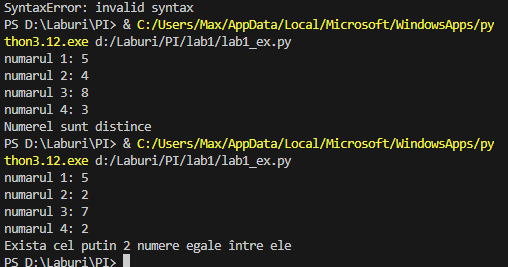 SyntaxError: invalid syntax
PS D:\Laburi\PI> & C:/Users/Max/AppData/Local/Microsoft/WindowsApps/py
thon3.12.exe d:/Laburi/PI/lab1/lab1_ex.py
numarul 1: 5
numarul 2: 4
numarul 3: 8
numarul 4: 3
Numerel sunt distince
PS D:\Laburi\PI> & C:/Users/Max/AppData/Local/Microsoft/WindowsApps/py
thon3.12.exe d:/Laburi/PI/lab1/lab1_ex.py
numarul 1: 5
numarul 2: 2
numarul 3: 7
numarul 4: 2
Exista cel putin 2 numere egale intre ele
PS D:\Laburi\PI>